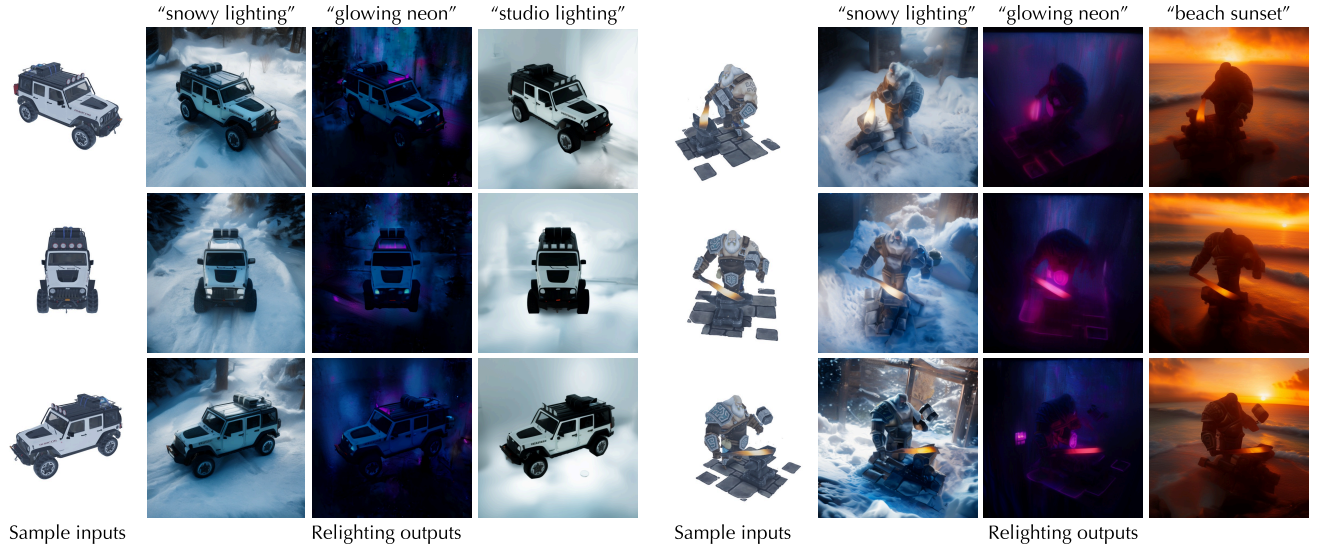 “snowy lighting” “glowing neon” “studio lighting” “snowy lighting” “glowing neon” “beach sunset”
Sample inputs Relighting outputs Sample inputs Relighting outputs